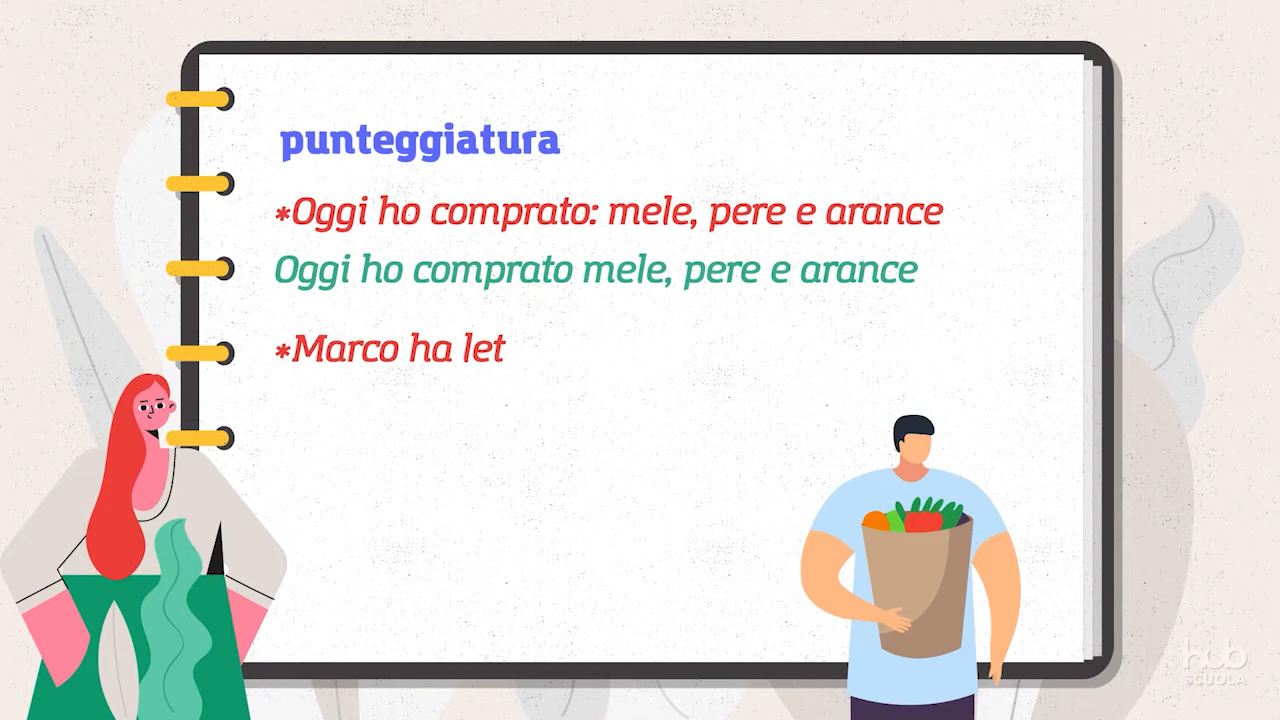 punteggiatura
*Oggi ho comprato: mele, pere e arance
Oggi ho comprato mele, pere e arance
*Marco ha let
hub
SCUOLA